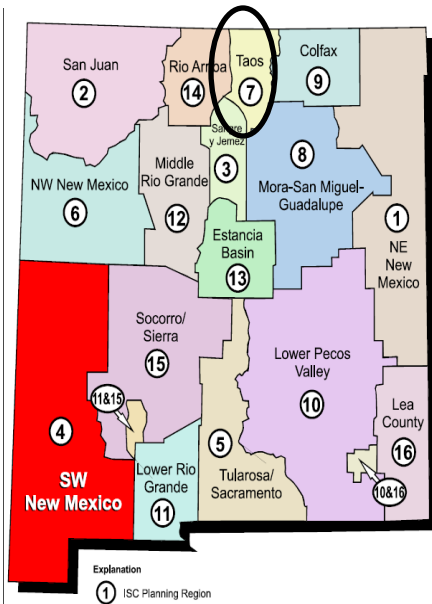 San Juan
2
Rio Arriba
14
Taos
7
Colfax
9
y Jemez
3
8
Mora-San Miguel-
Guadalupe
NW New Mexico
6
Middle
Rio Grande
12
1
NE
New
Mexico
Estancia
Basin
13
Socorro/
Sierra
15
Lower Pecos
Valley
10
11&15
4
SW
New Mexico
5
Tularosa/
Sacramento
Lea
County
16
Lower Rio
Grande
11
10&16
Explanation
1 ISC Planning Region